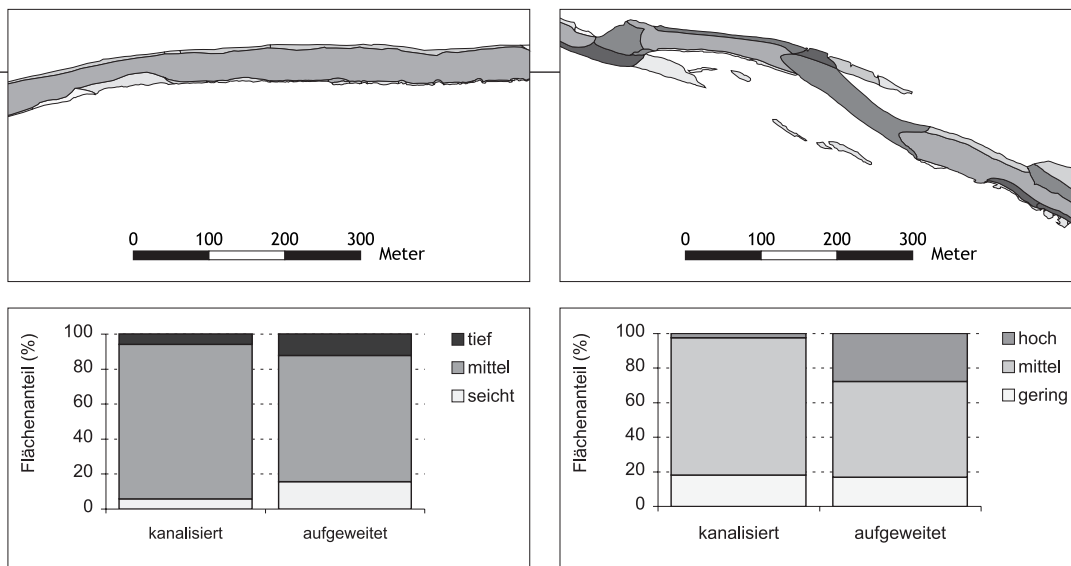 0 100 200 300
Meter
0 100 200 300
Meter
Flächenanteil (%)
100
80
60
40
20
0
kanalisiert
aufgeweitet
tief
mittel
seicht
Flächenanteil (%)
100
80
60
40
20
0
kanalisiert
aufgeweitet
hoch
mittel
gering